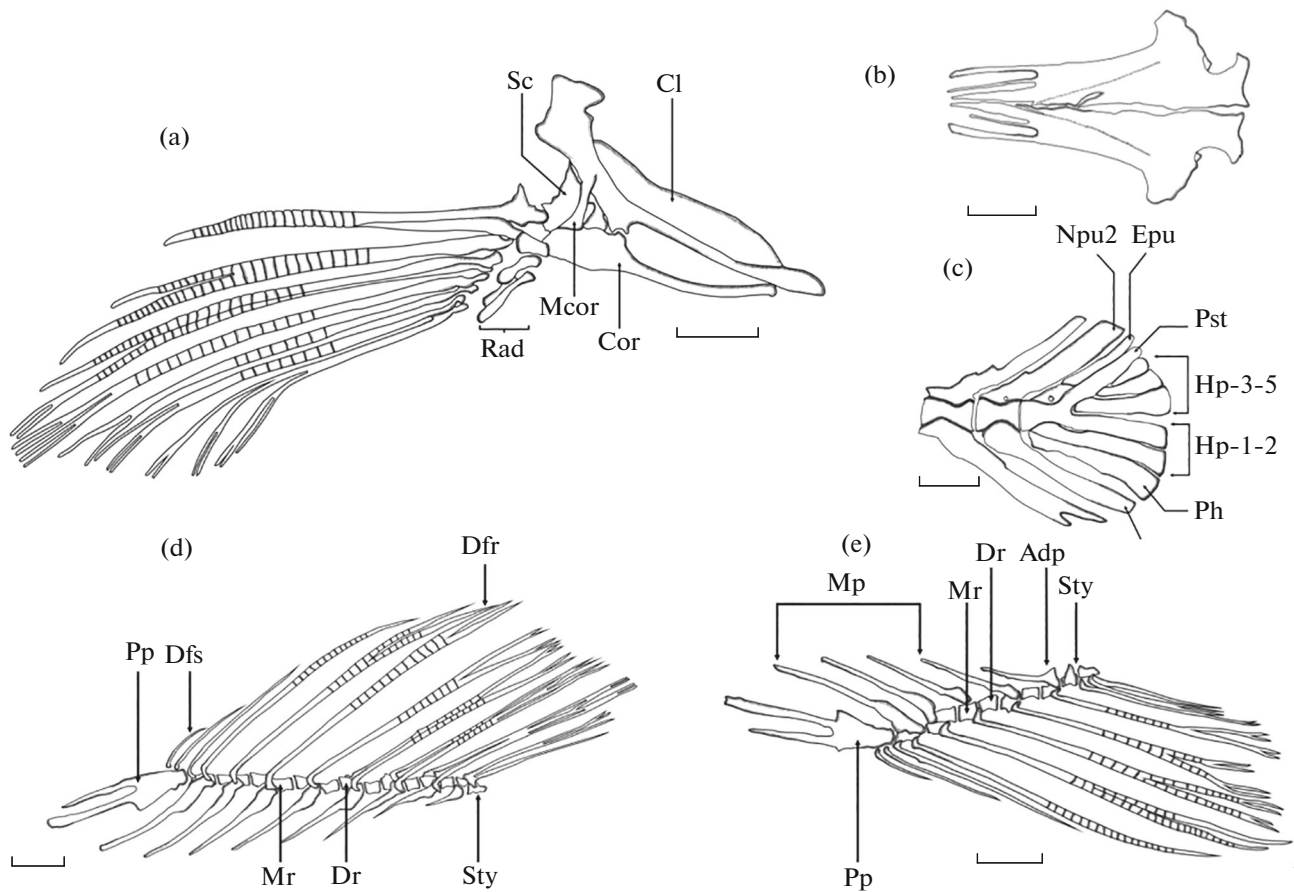 (a)
Sc
Cl
Mcor
Cor
Rad
(b)
(c)
Npu2 Epu
Pst
Hp-3-5
Hp-1-2
Ph
(d)
Dfr
Pp Dfs
Mr Dr Sty
(e)
Mp
Dr Adp
Mr Sty
Pp